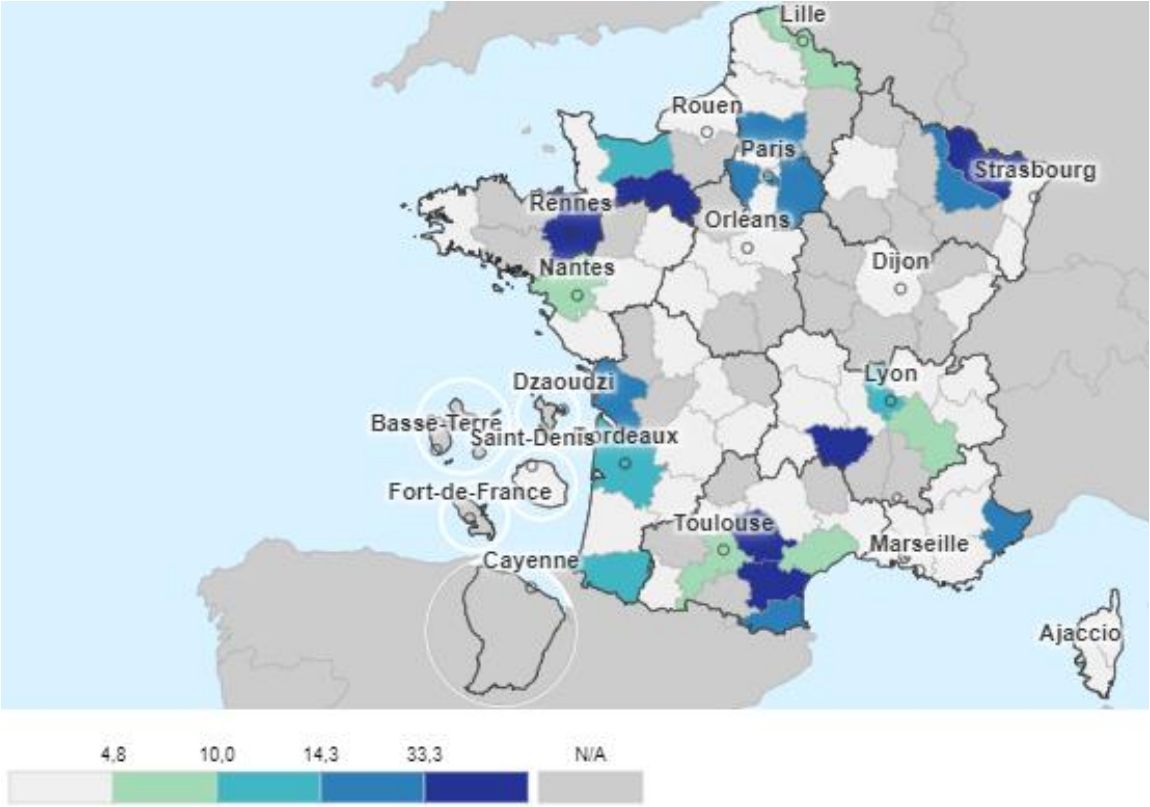 Lille
Rouen
Paris
Strasbourg
Rennes
Orléans
Nantes
Dijon
Lyon
Dzaoudzi
Basse-Terre
Saint-Denis
Bordeaux
Fort-de-France
Toulouse
Marseille
Cayenne
Ajaccio
4,8 10,0 14,3 33,3 N/A